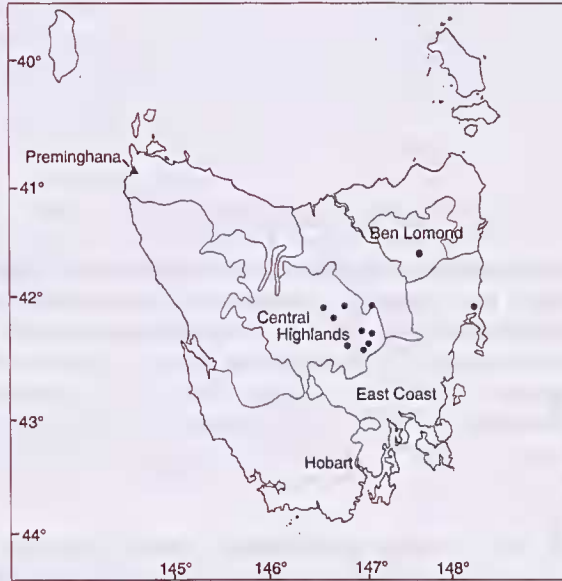 40°
Preminghana
41°
Ben Lomond
42°
Central
Highlands
East Coast
43°
Hobart
44°
145°
146°
147°
148°